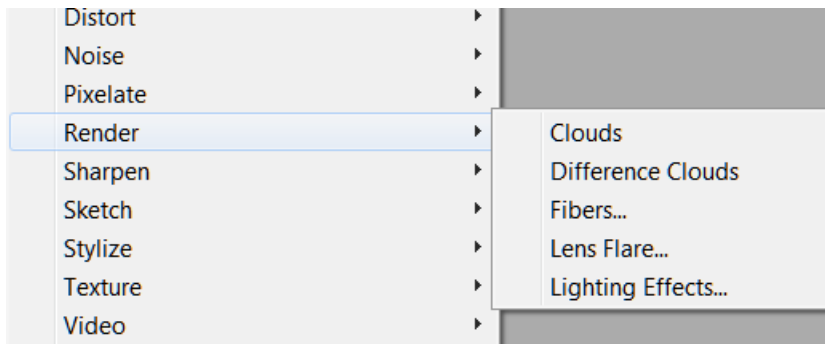 Distort
Noise
Pixelate
Render
Sharpen
Sketch
Stylize
Texture
Video
Clouds
Difference Clouds
Fibers...
Lens Flare...
Lighting Effects...